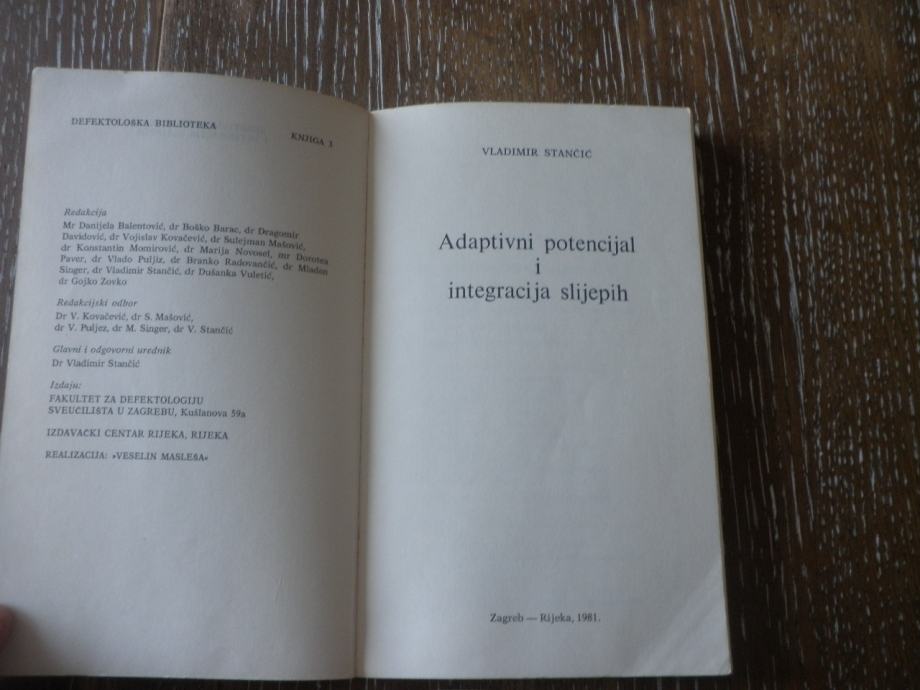 DEFEKTOLOŠKA BIBLIOTEKA
KNJIGA 1
Redakcija
Mr Danijela Balentović, dr Boško Barac, dr Dragomir
Davidović, dr Vojislav Kovačević, dr Sulejman Mašović,
dr Konstantin Momirović, dr Marija Novosel, mr Dorotea
Paver, dr Vlado Puljiz, dr Branko Radovančić, dr Mladen
Singer, dr Vladimir Stančić, dr Dušanka Vuletić,
dr Gojko Zovko
Redakcijski odbor
Dr V. Kovačević, dr S. Mašović,
dr V. Puljez, dr M. Singer, dr V. Stančić
Glavni i odgovorni urednik
Dr Vladimir Stančić
Izdaju:
FAKULTET ZA DEFEKTOLOGIJU
SVEUČILIŠTA U ZAGREBU, Kušlanova 59a
IZDAVAČKI CENTAR RIJEKA, RIJEKA
REALIZACIJA: »VESELIN MASLEŠA«
VLADIMIR STANČIĆ
Adaptivni potencijal
i
integracija slijepih
Zagreb — Rijeka, 1981.